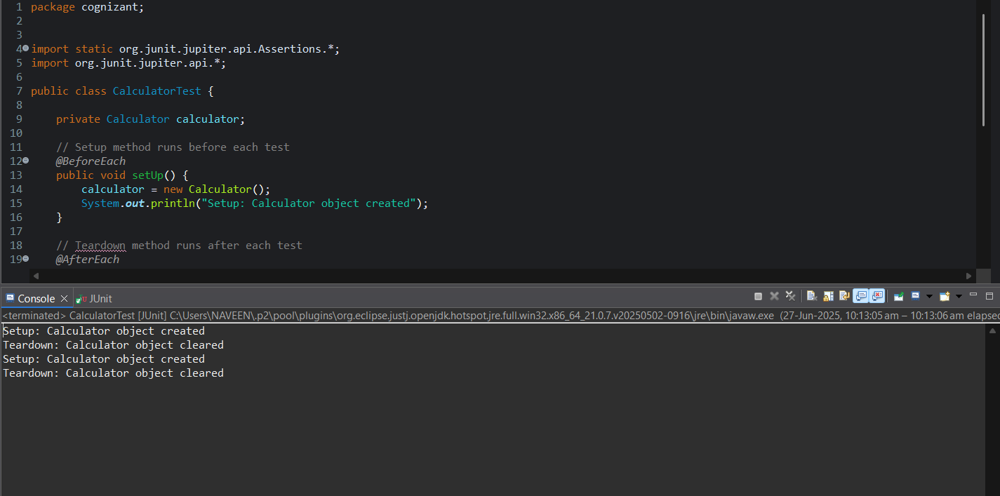 1 package cognizant;
2
3
4 import static org.junit.jupiter.api.Assertions.*;
5 import org.junit.jupiter.api.*;
6
7 public class CalculatorTest {
8
9     private Calculator calculator;
10
11     // Setup method runs before each test
12     @BeforeEach
13     public void setUp() {
14         calculator = new Calculator();
15         System.out.println("Setup: Calculator object created");
16     }
17
18     // Teardown method runs after each test
19     @AfterEach
Console JUnit
<terminated> CalculatorTest [JUnit] C:\Users\NAVEEN\.p2\pool\plugins\org.eclipse.justj.openjdk.hotspot.jre.full.win32.x86_64_21.0.7.v20250502-0916\jre\bin\javaw.exe (27-Jun-2025, 10:13:05 am – 10:13:06 am elapsed
Setup: Calculator object created
Teardown: Calculator object cleared
Setup: Calculator object created
Teardown: Calculator object cleared